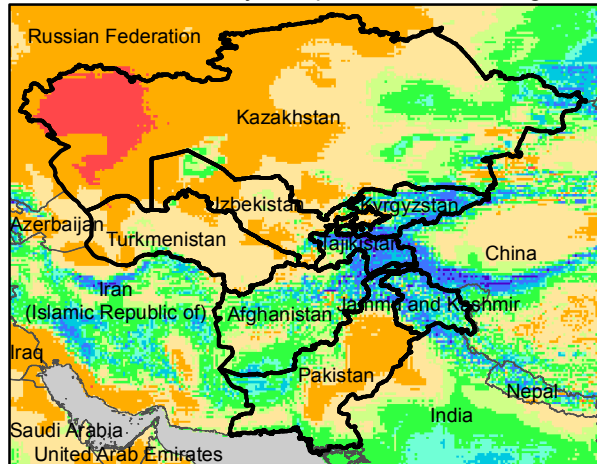 Russian Federation
Kazakhstan
Uzbekistan
Kyrgyzstan
Azerbaijan
Turkmenistan
Tajikistan
China
Iran
(Islamic Republic of)
Afghanistan
Jammu and Kashmir
Iraq
Pakistan
Nepal
India
Saudi Arabia
United Arab Emirates